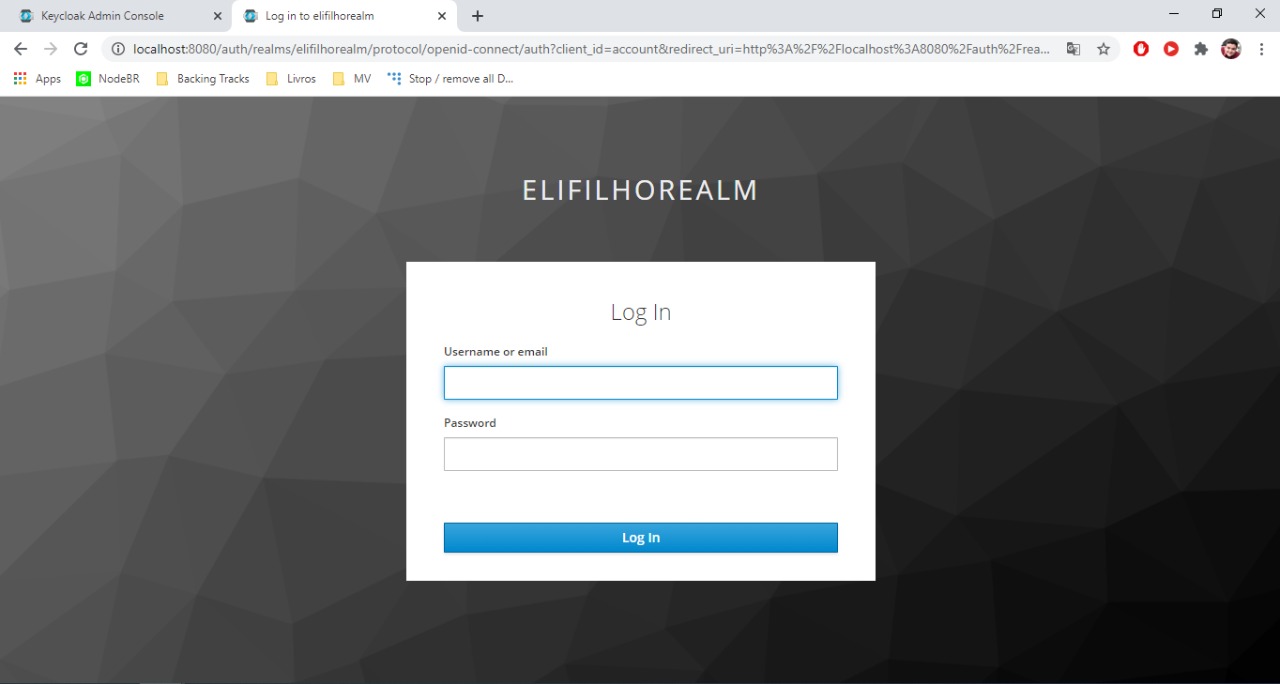 Keycloak Admin Console
Log in to elifilhorealm
localhost:8080/auth/realms/elifilhorealm/protocol/openid-connect/auth?client_id=account&redirect_uri=http%3A%2F%2Flocalhost%3A8080%2Fauth%2Frea...
Apps NodeBR Backing Tracks Livros MV Stop / remove all D...
ELIFILHOREALM
Log In
Username or email
Password
Log In